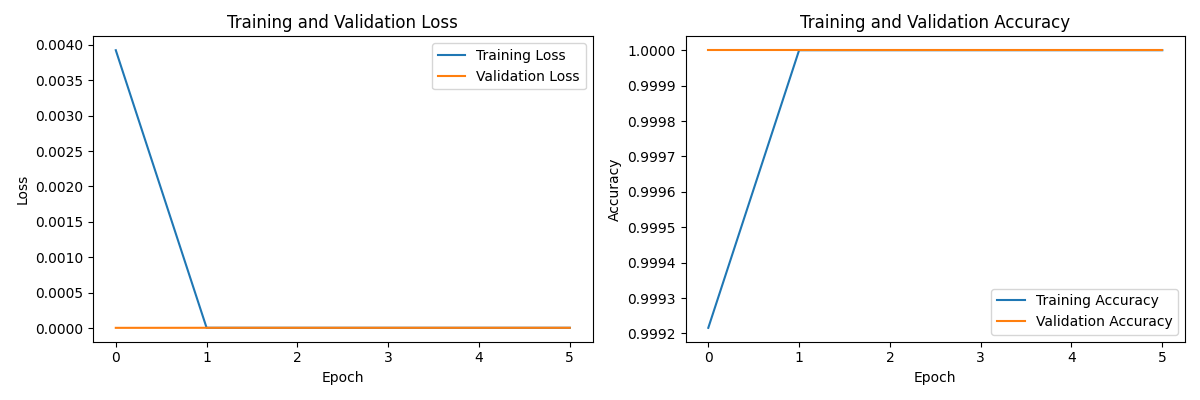 Training and Validation Loss
0.0040
0.0035
0.0030
0.0025
0.0020
0.0015
0.0010
0.0005
0.0000
Loss
0 1 2 3 4 5
Epoch
Training Loss
Validation Loss
Training and Validation Accuracy
1.0000
0.9999
0.9998
0.9997
0.9996
0.9995
0.9994
0.9993
0.9992
Accuracy
0 1 2 3 4 5
Epoch
Training Accuracy
Validation Accuracy